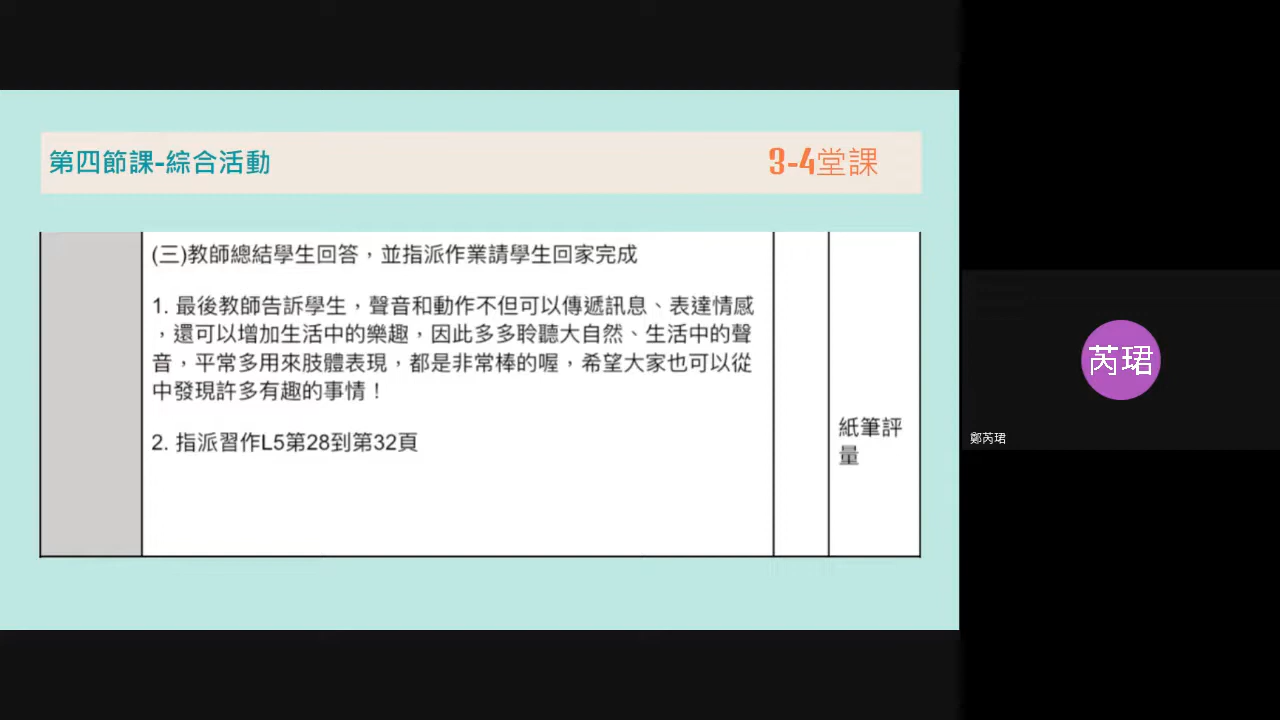 第四節課-綜合活動
3-4堂課
(三)教師總結學生回答，並指派作業請學生回家完成
1. 最後教師告訴學生，聲音和動作不但可以傳遞訊息、表達情感
，還可以增加生活中的樂趣，因此多多聆聽大自然、生活中的聲
音，平常多用來肢體表現，都是非常棒的喔，希望大家也可以從
中發現許多有趣的事情！
2. 指派習作L5第28到第32頁
紙筆評
量
芮珺
鄭芮珺